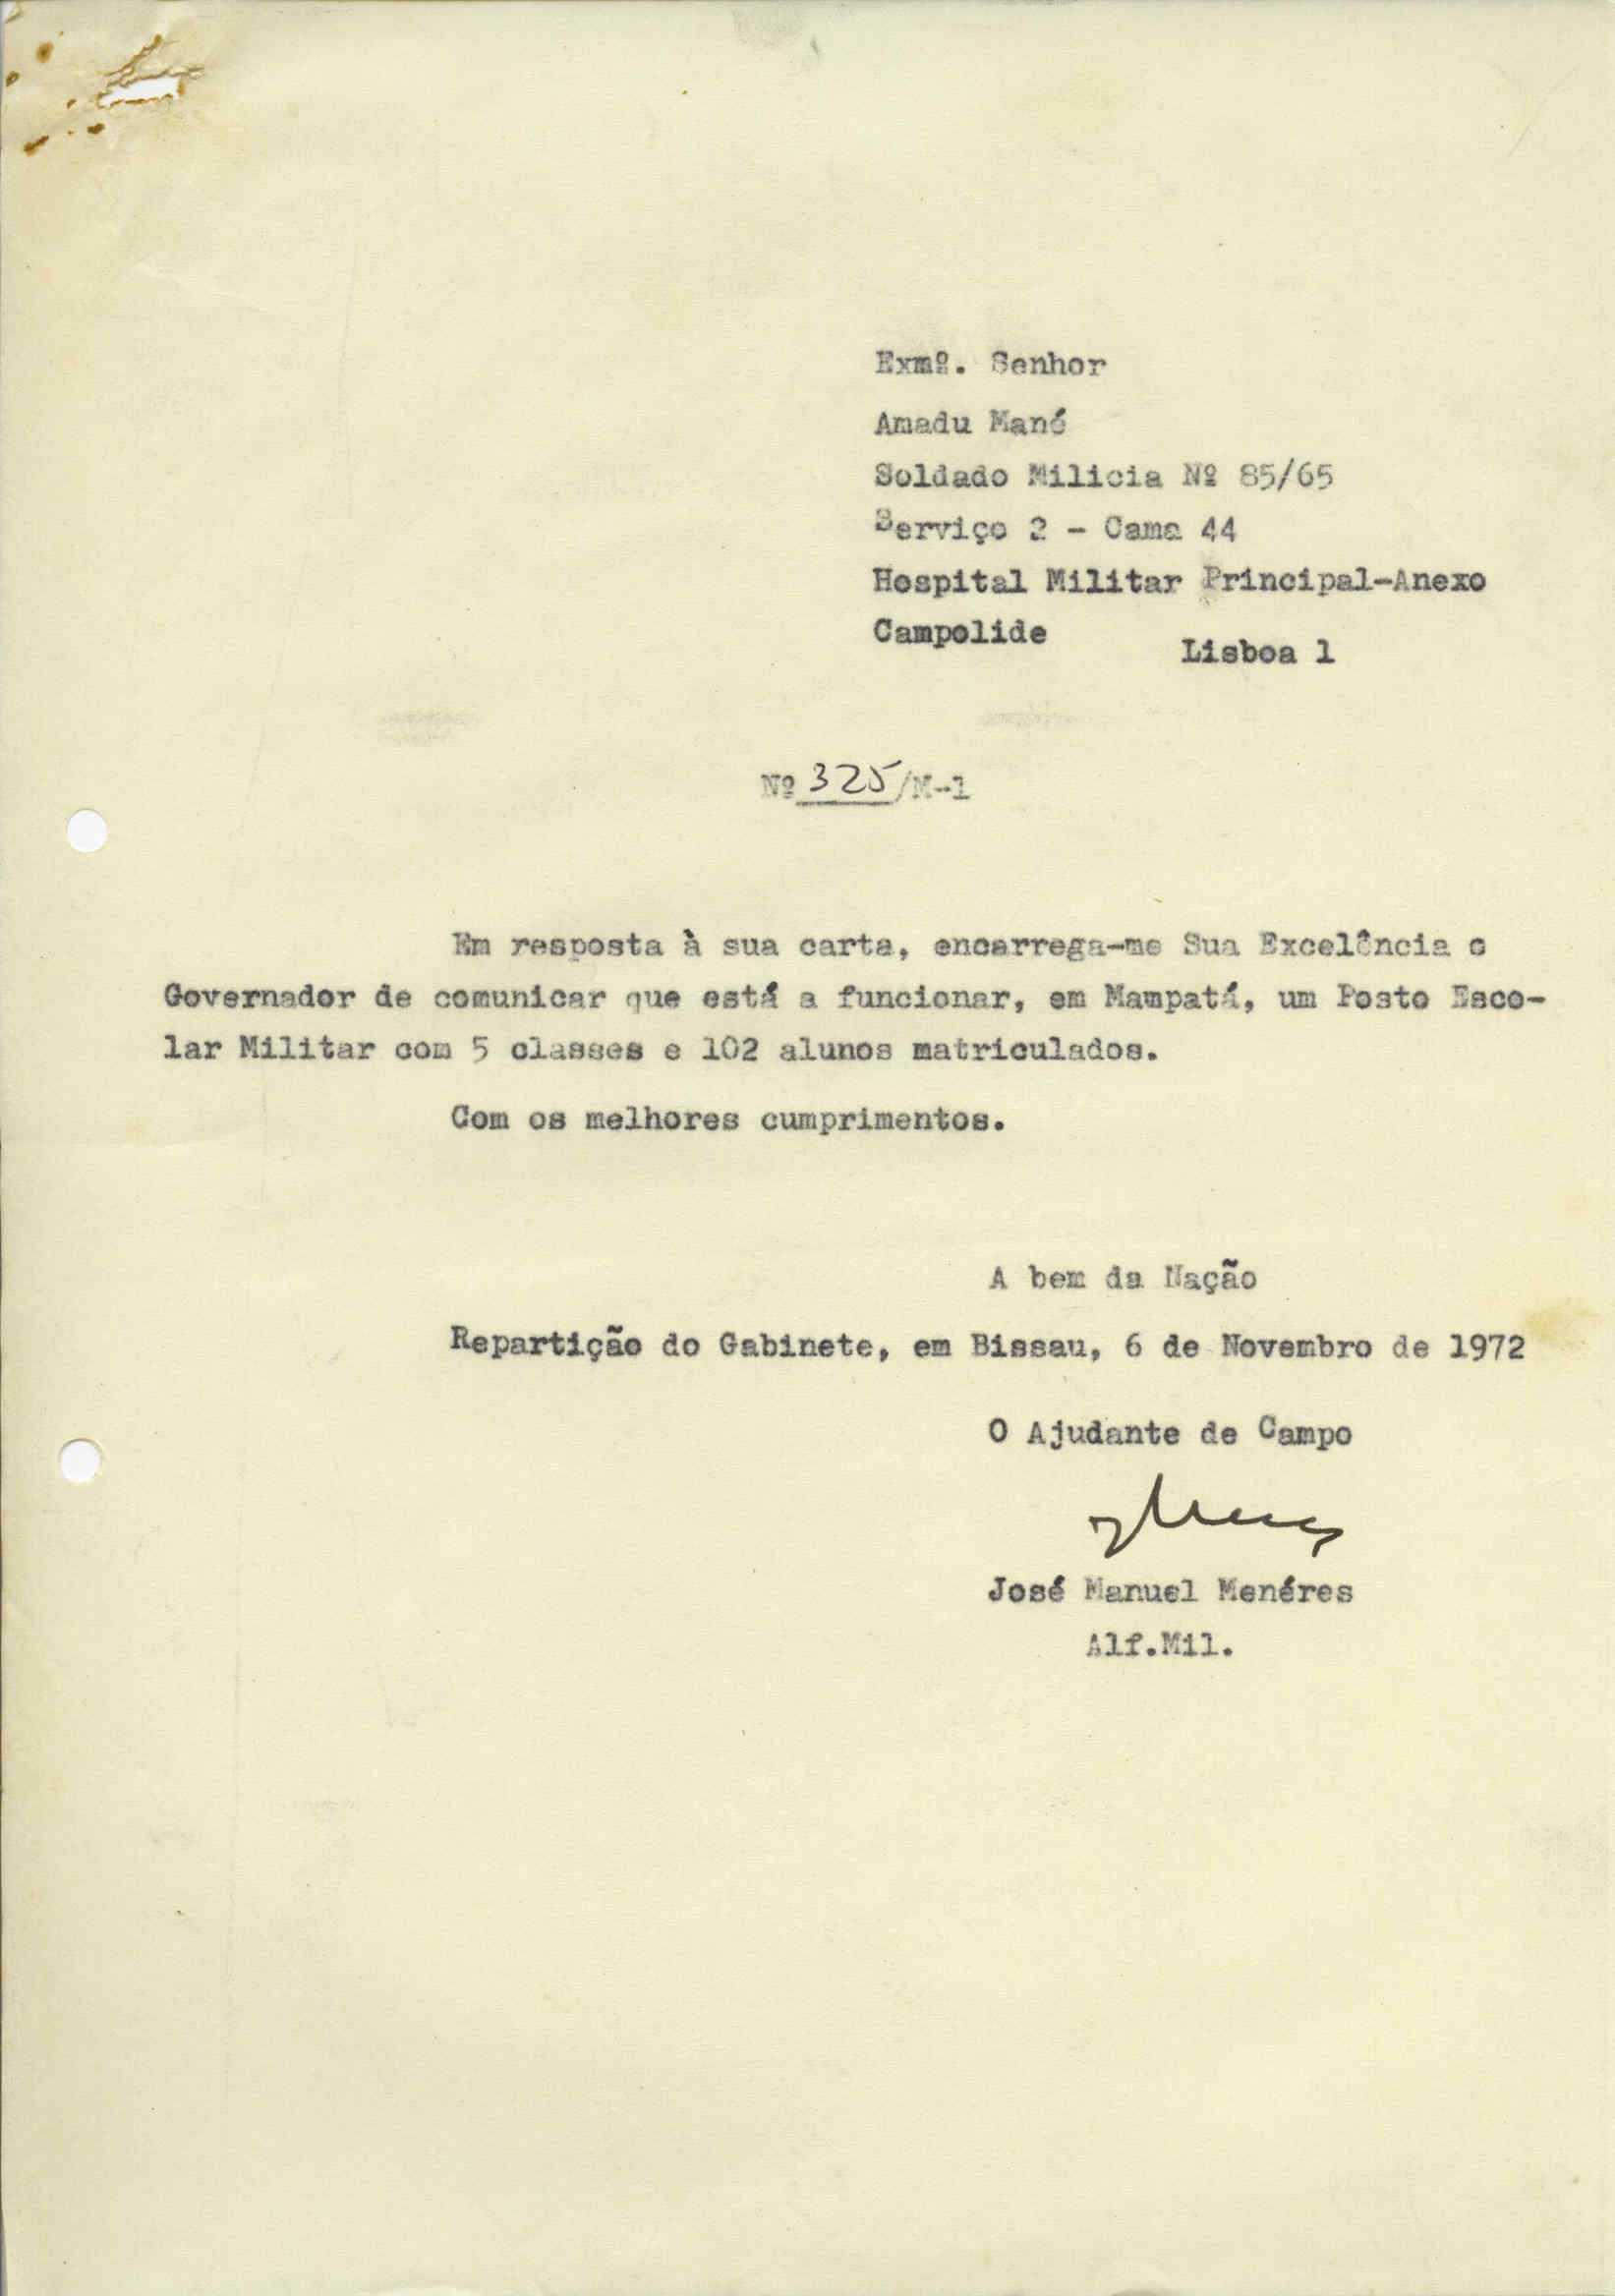 Exmº. Senhor
Amadu Mané
Soldado Milicia Nº 85/65
Serviço 2 - Cama 44
Hospital Militar Principal-Anexo
Campolide
Lisboa 1
Nº 325/M-1
Em resposta à sua carta, encarrega-me Sua Excelência o
Governador de comunicar que está a funcionar, em Mampatá, um Posto Esco-
lar Militar com 5 classes e 102 alunos matriculados.
Com os melhores cumprimentos.
A bem da Nação
Repartição do Gabinete, em Bissau, 6 de Novembro de 1972
O Ajudante de Campo
José Manuel Menéres
Alf.Mil.